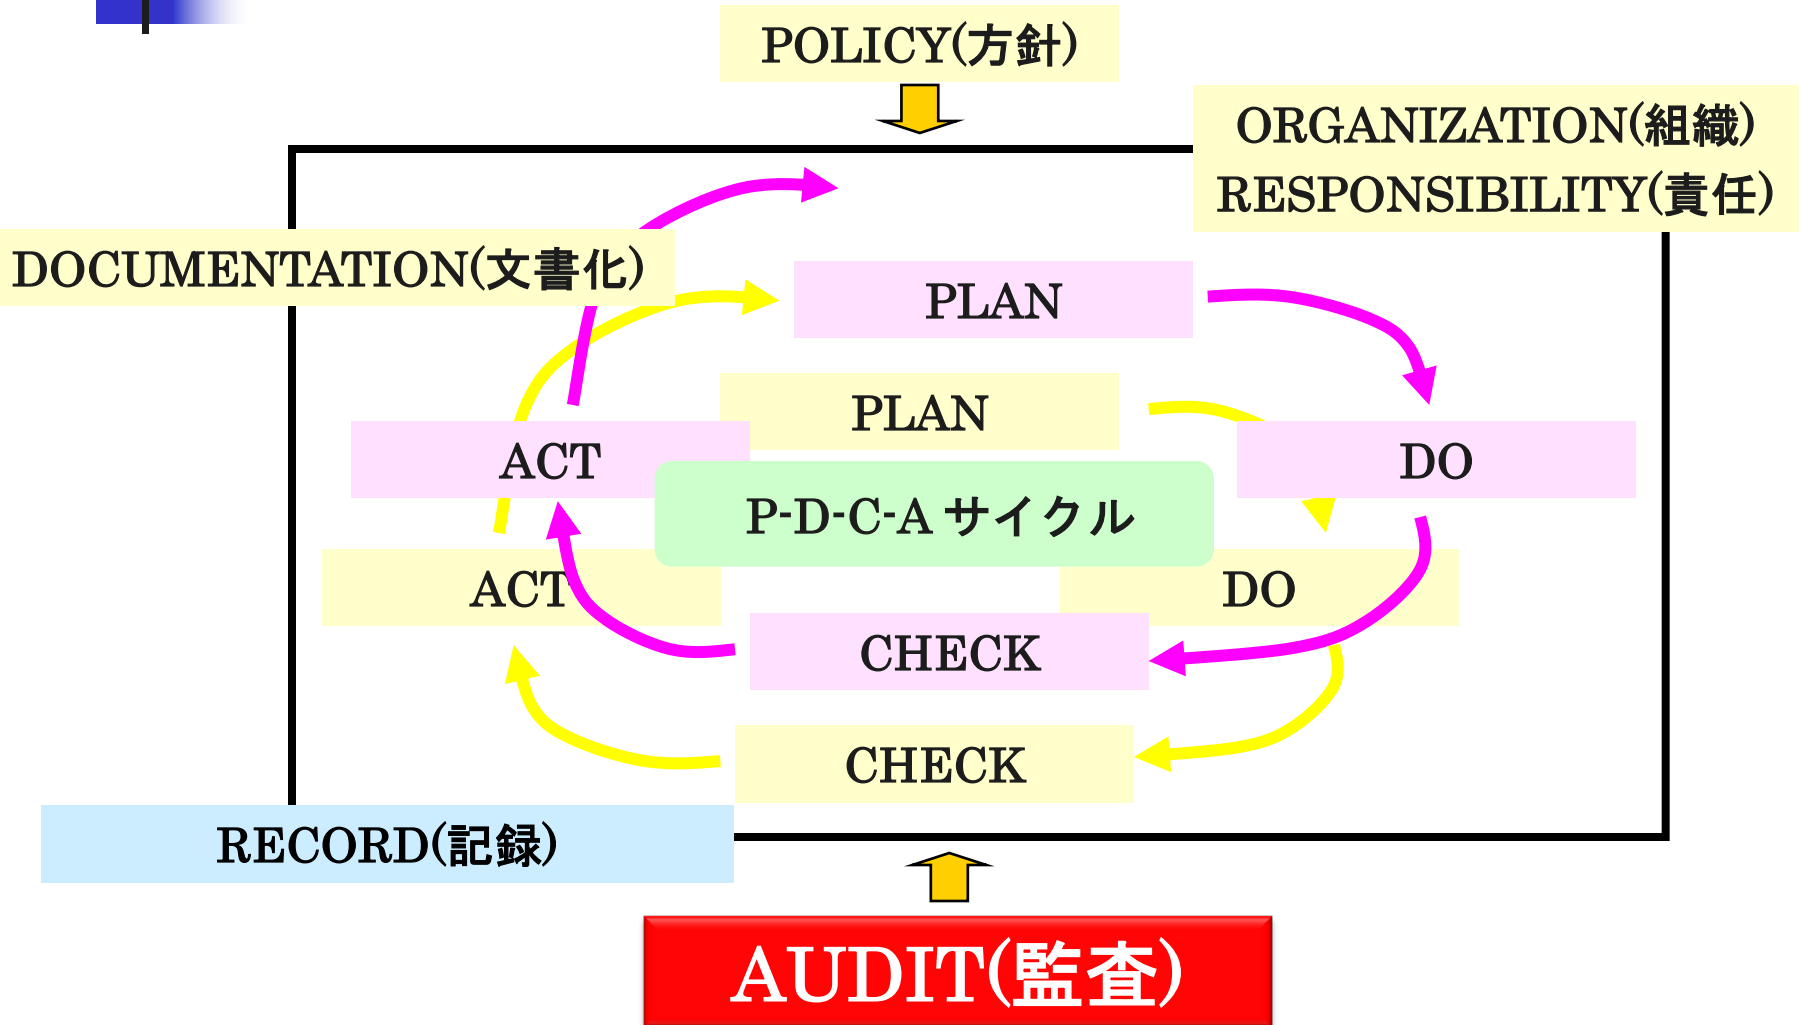 POLICY(方針)
ORGANIZATION(組織)
RESPONSIBILITY(責任)
DOCUMENTATION(文書化)
PLAN
PLAN
ACT
DO
P-D-C-A サイクル
ACT
DO
CHECK
CHECK
RECORD(記録)
AUDIT(監査)